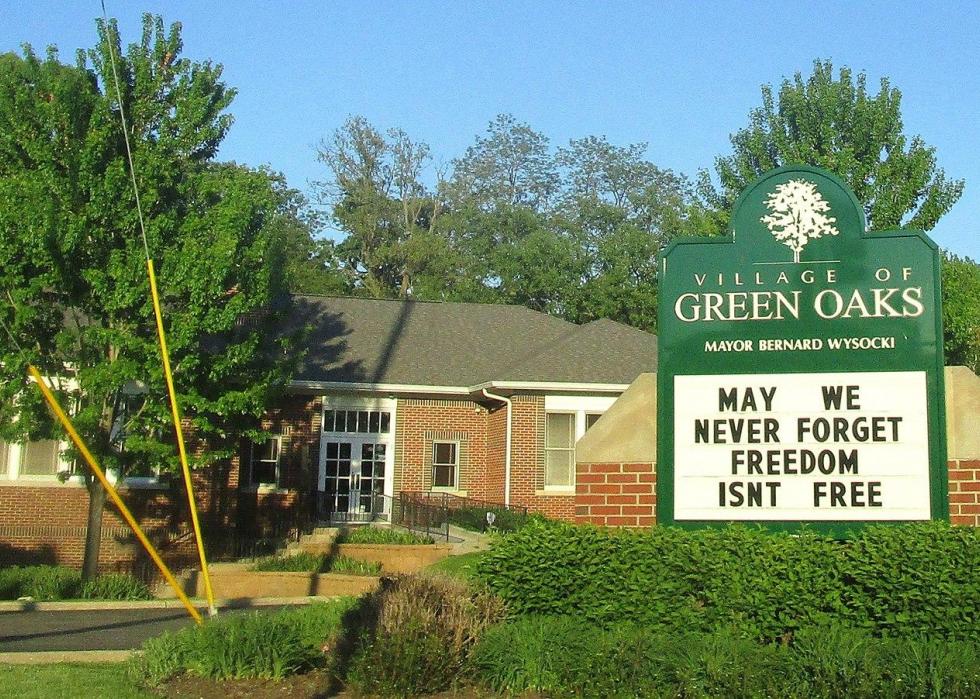 VILLAGE OF
GREEN OAKS
MAYOR BERNARD WYSOCKI
MAY WE
NEVER FORGET
FREEDOM
ISNT FREE